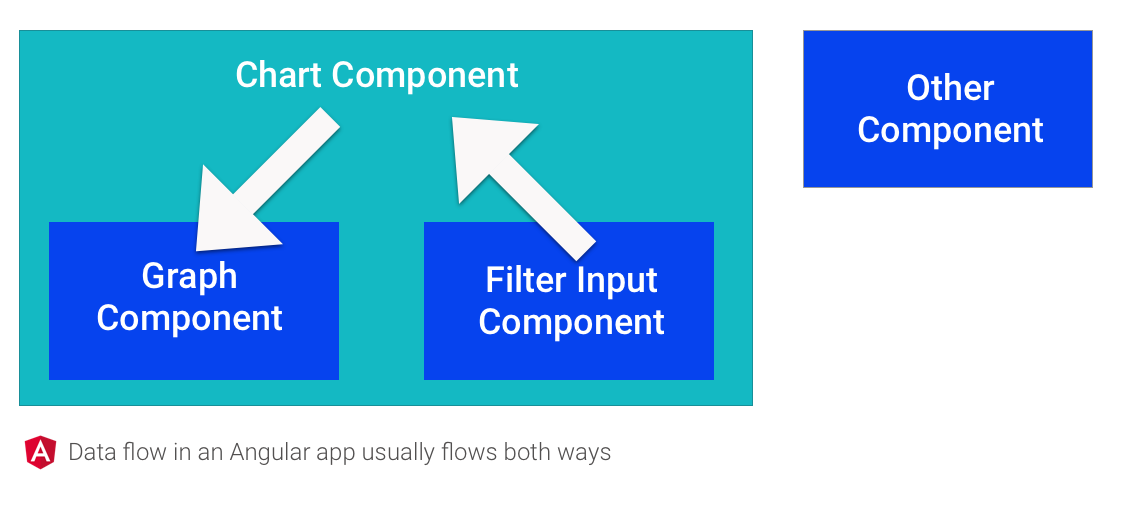 Chart Component
Other
Component
Graph
Component
Filter Input
Component
A Data flow in an Angular app usually flows both ways